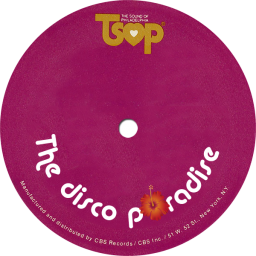 THE SOUND OF
PHILADELPHIA
TSOP
The disco paradise
Manufactured and distributed by CBS Records / CBS Inc. / 51 W. 52 St., New York, N.Y.